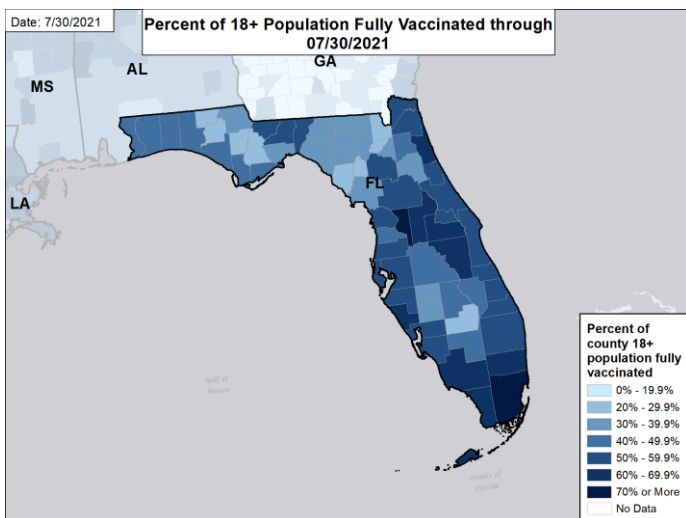 Date: 7/30/2021
Percent of 18+ Population Fully Vaccinated through
07/30/2021
MS
AL
GA
LA
FL
Gulf of
Mexico
Straits of
Florida
Percent of
county 18+
population fully
vaccinated
0% - 19.9%
20% - 29.9%
30% - 39.9%
40% - 49.9%
50% - 59.9%
60% - 69.9%
70% or More
No Data